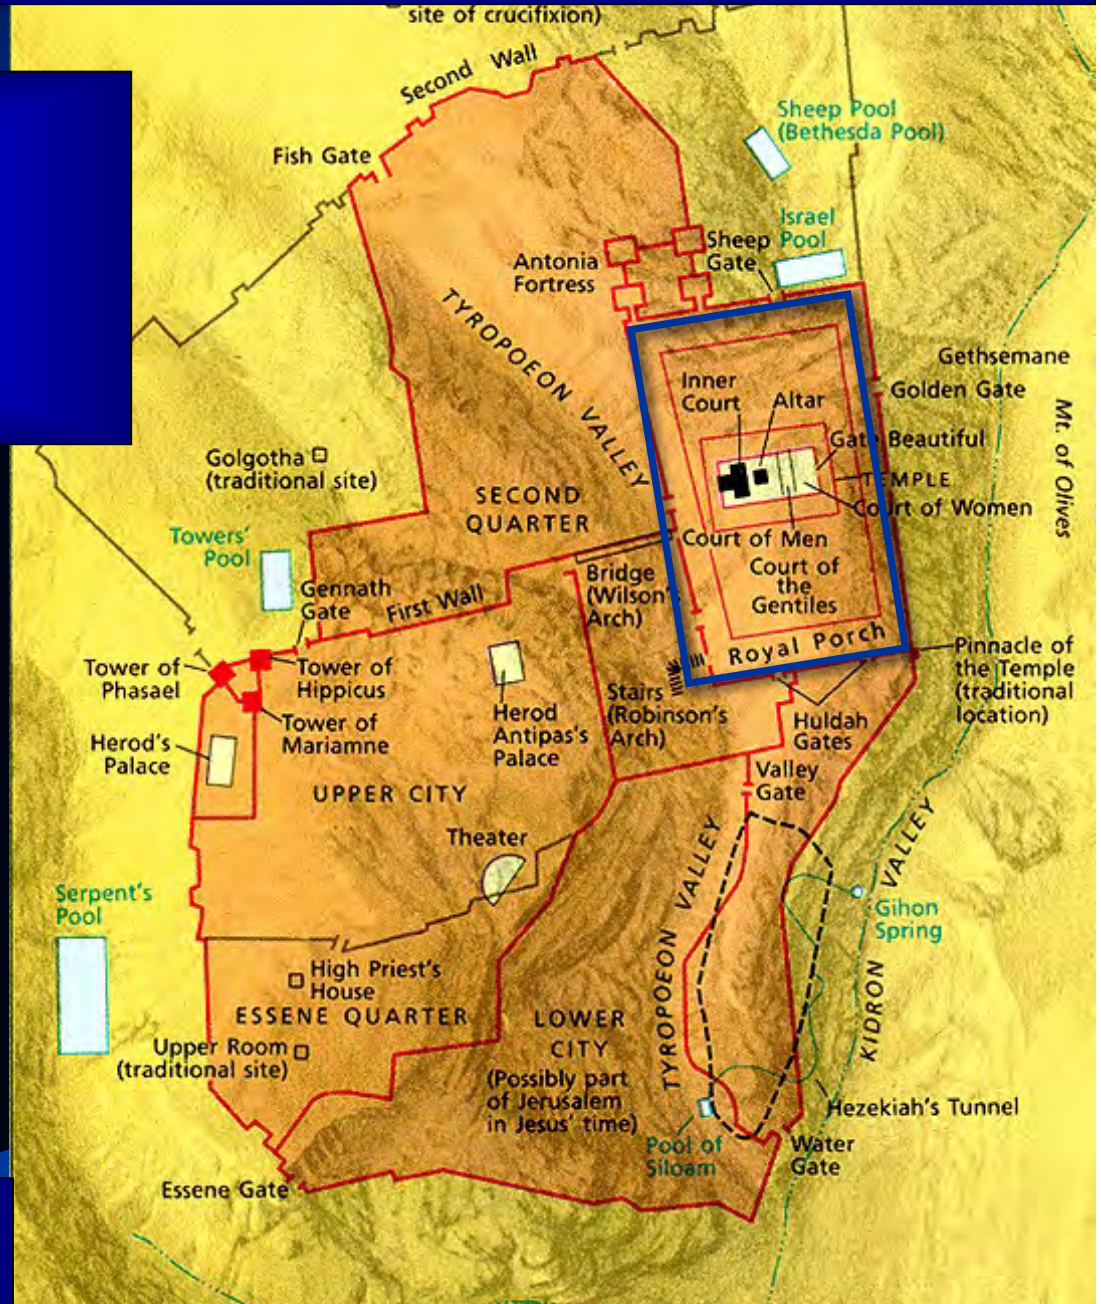 site of crucifixion)
Second Wall
Fish Gate
Sheep Pool
(Bethesda Pool)
Israel
Pool
Sheep
Gate
Antonia
Fortress
TYROPOEON VALLEY
Gethsemane
Golden Gate
Mt. of Olives
Inner
Court
Altar
Gate Beautiful
TEMPLE
Court of Women
Golgotha
(traditional site)
SECOND
QUARTER
Court of Men
Court of
the
Gentiles
Towers'
Pool
Gennath
Gate
First Wall
Bridge
(Wilson's
Arch)
Royal Porch
Pinnacle of
the Temple
(traditional
location)
Tower of
Phasael
Tower of
Hippicus
Tower of
Mariamne
Herod's
Palace
Herod
Antipas's
Palace
Stairs
(Robinson's
Arch)
Huldah
Gates
Valley
Gate
UPPER CITY
Theater
TYROPOEON VALLEY
KIDRON VALLEY
Serpent's
Pool
Gihon
Spring
High Priest's
House
ESSENE QUARTER
Upper Room
(traditional site)
LOWER
CITY
(Possibly part
of Jerusalem
in Jesus' time)
Hezekiah's Tunnel
Pool of
Siloam
Water
Gate
Essene Gate